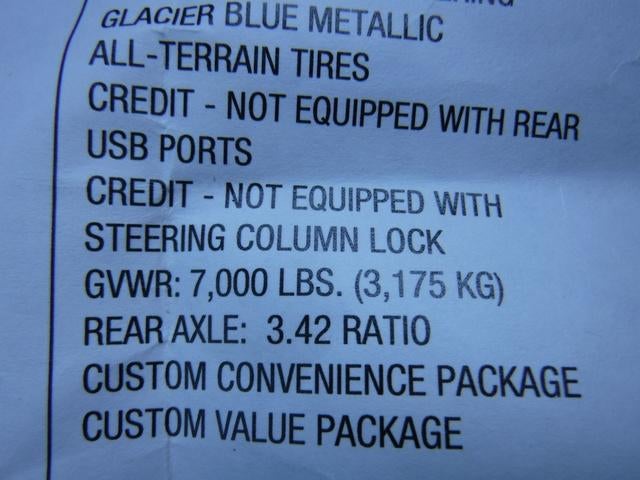 GLACIER BLUE METALLIC
ALL-TERRAIN TIRES
CREDIT - NOT EQUIPPED WITH REAR
USB PORTS
CREDIT - NOT EQUIPPED WITH
STEERING COLUMN LOCK
GVWR: 7,000 LBS. (3,175 KG)
REAR AXLE: 3.42 RATIO
CUSTOM CONVENIENCE PACKAGE
CUSTOM VALUE PACKAGE